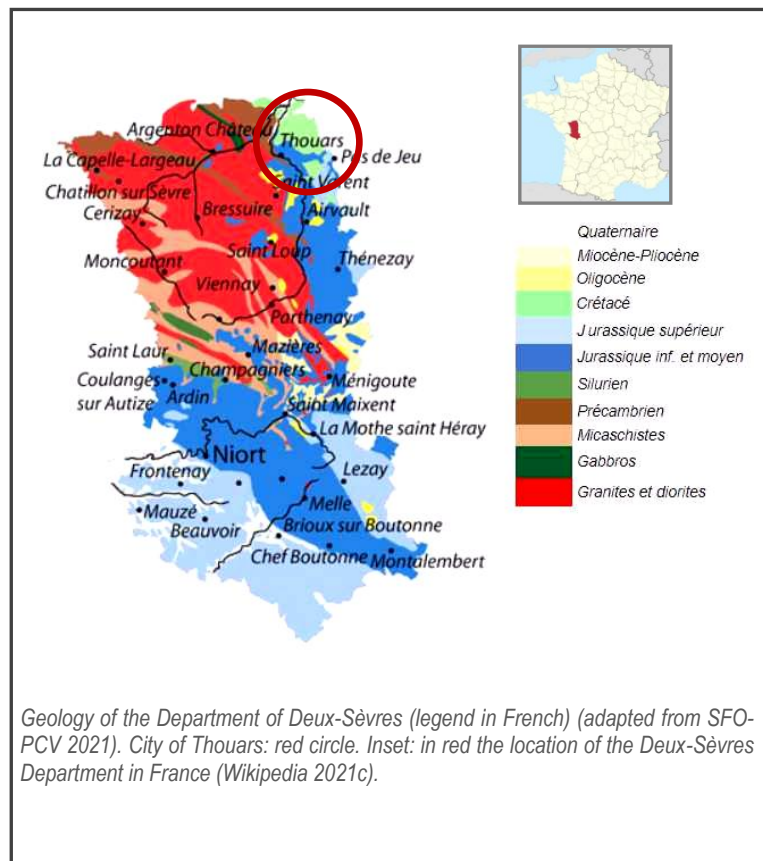 Argenton Château
Thouars
La Capelle-Largeau
Pas de Jeu
Chatillon sur Sèvre
Saint Varent
Cerizay
Bressuire
Airvault
Saint Loup
Moncoutant
Thénezay
Viennay
Parthenay
Saint Laur
Mazières
Coulanges
sur Autize
Champagniers
Ménigoute
Ardin
Saint Maixent
La Mothe saint Héray
Niort
Frontenay
Lezay
Mauzé
Melle
Beauvoir
Brioux sur Boutonne
Chef Boutonne
Montalembert
Quaternaire
Miocène-Pliocène
Oligocène
Crétacé
Jurassique supérieur
Jurassique inf. et moyen
Silurien
Précambrien
Micaschistes
Gabbros
Granites et diorites
Geology of the Department of Deux-Sèvres (legend in French) (adapted from SFO-
PCV 2021). City of Thouars: red circle. Inset: in red the location of the Deux-Sèvres
Department in France (Wikipedia 2021c).